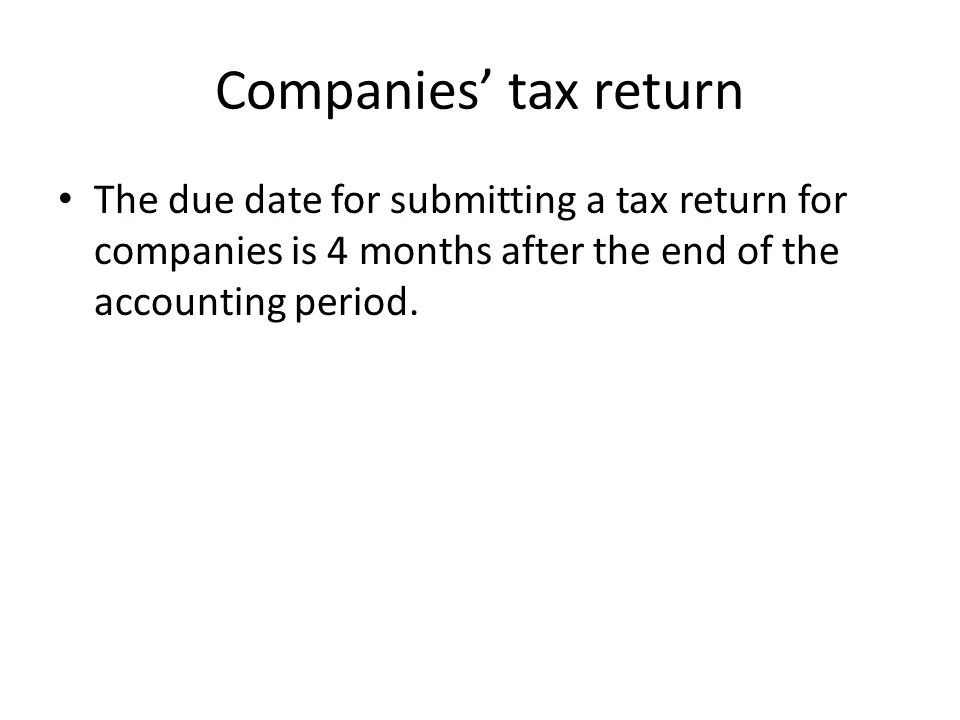 Companies’ tax return
• The due date for submitting a tax return for
companies is 4 months after the end of the
accounting period.